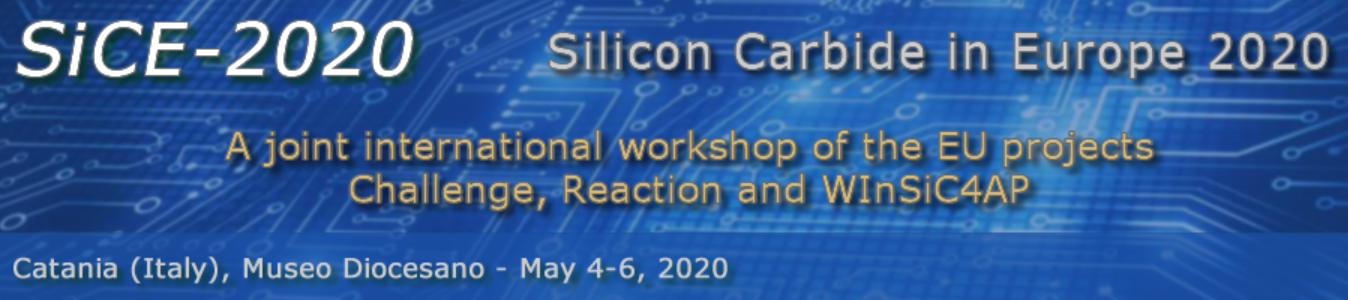 SiCE-2020
Silicon Carbide in Europe 2020
A joint international workshop of the EU projects
Challenge, Reaction and WInSiC4AP
Catania (Italy), Museo Diocesano - May 4-6, 2020